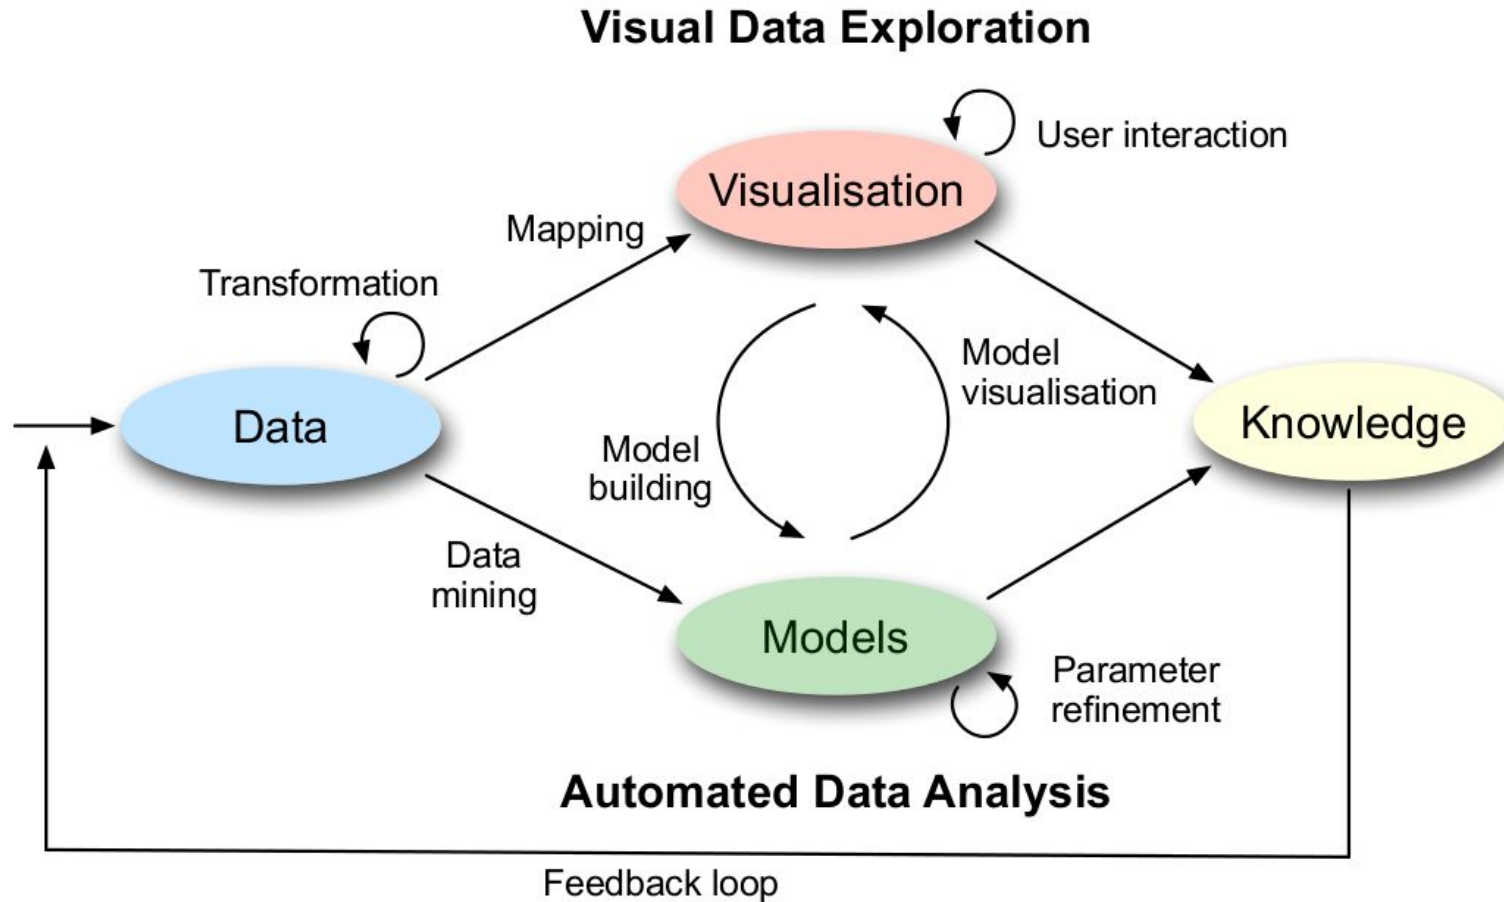 Visual Data Exploration
User interaction
Visualisation
Mapping
Transformation
Model
visualisation
Data
Knowledge
Model
building
Data
mining
Models
Parameter
refinement
Automated Data Analysis
Feedback loop